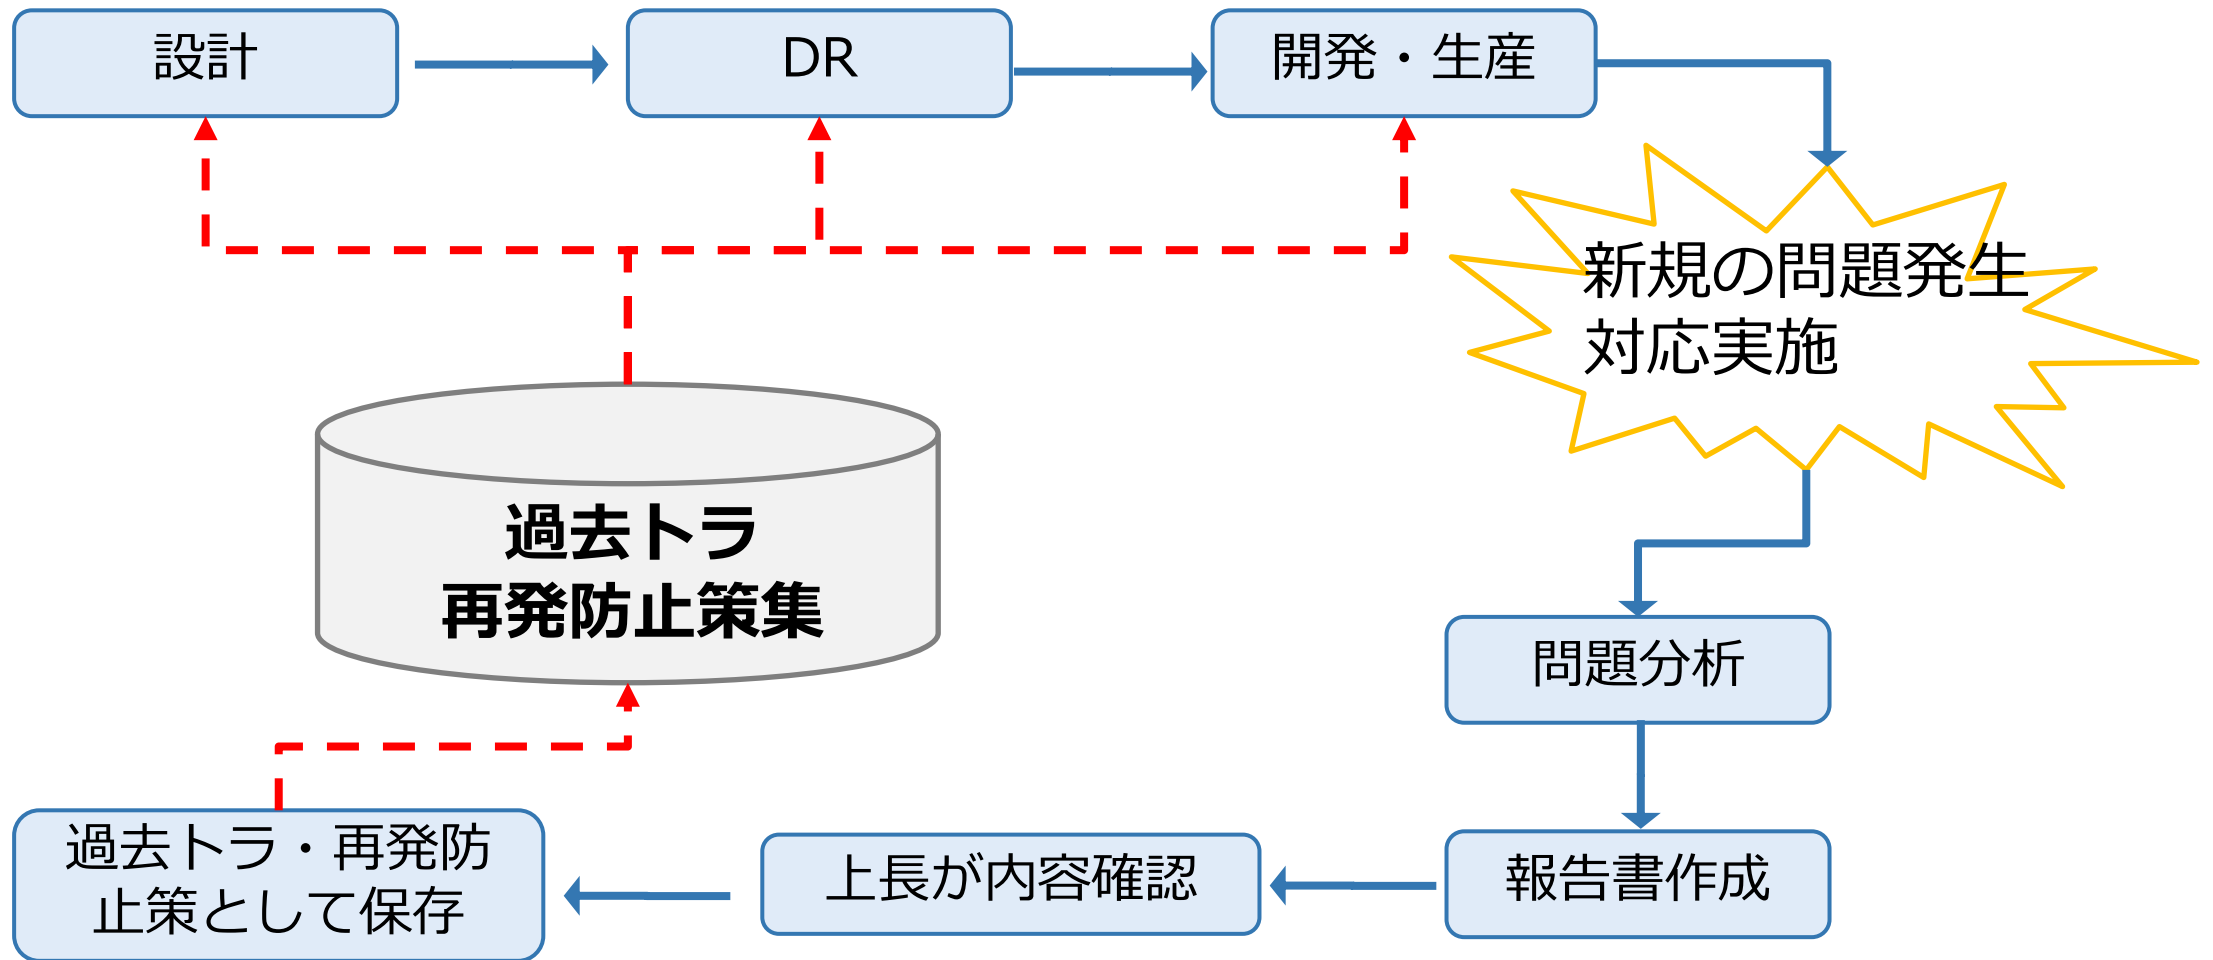 設計
DR
開発・生産
新規の問題発生
対応実施
過去トラ
再発防止策集
問題分析
報告書作成
上長が内容確認
過去トラ・再発防
止策として保存